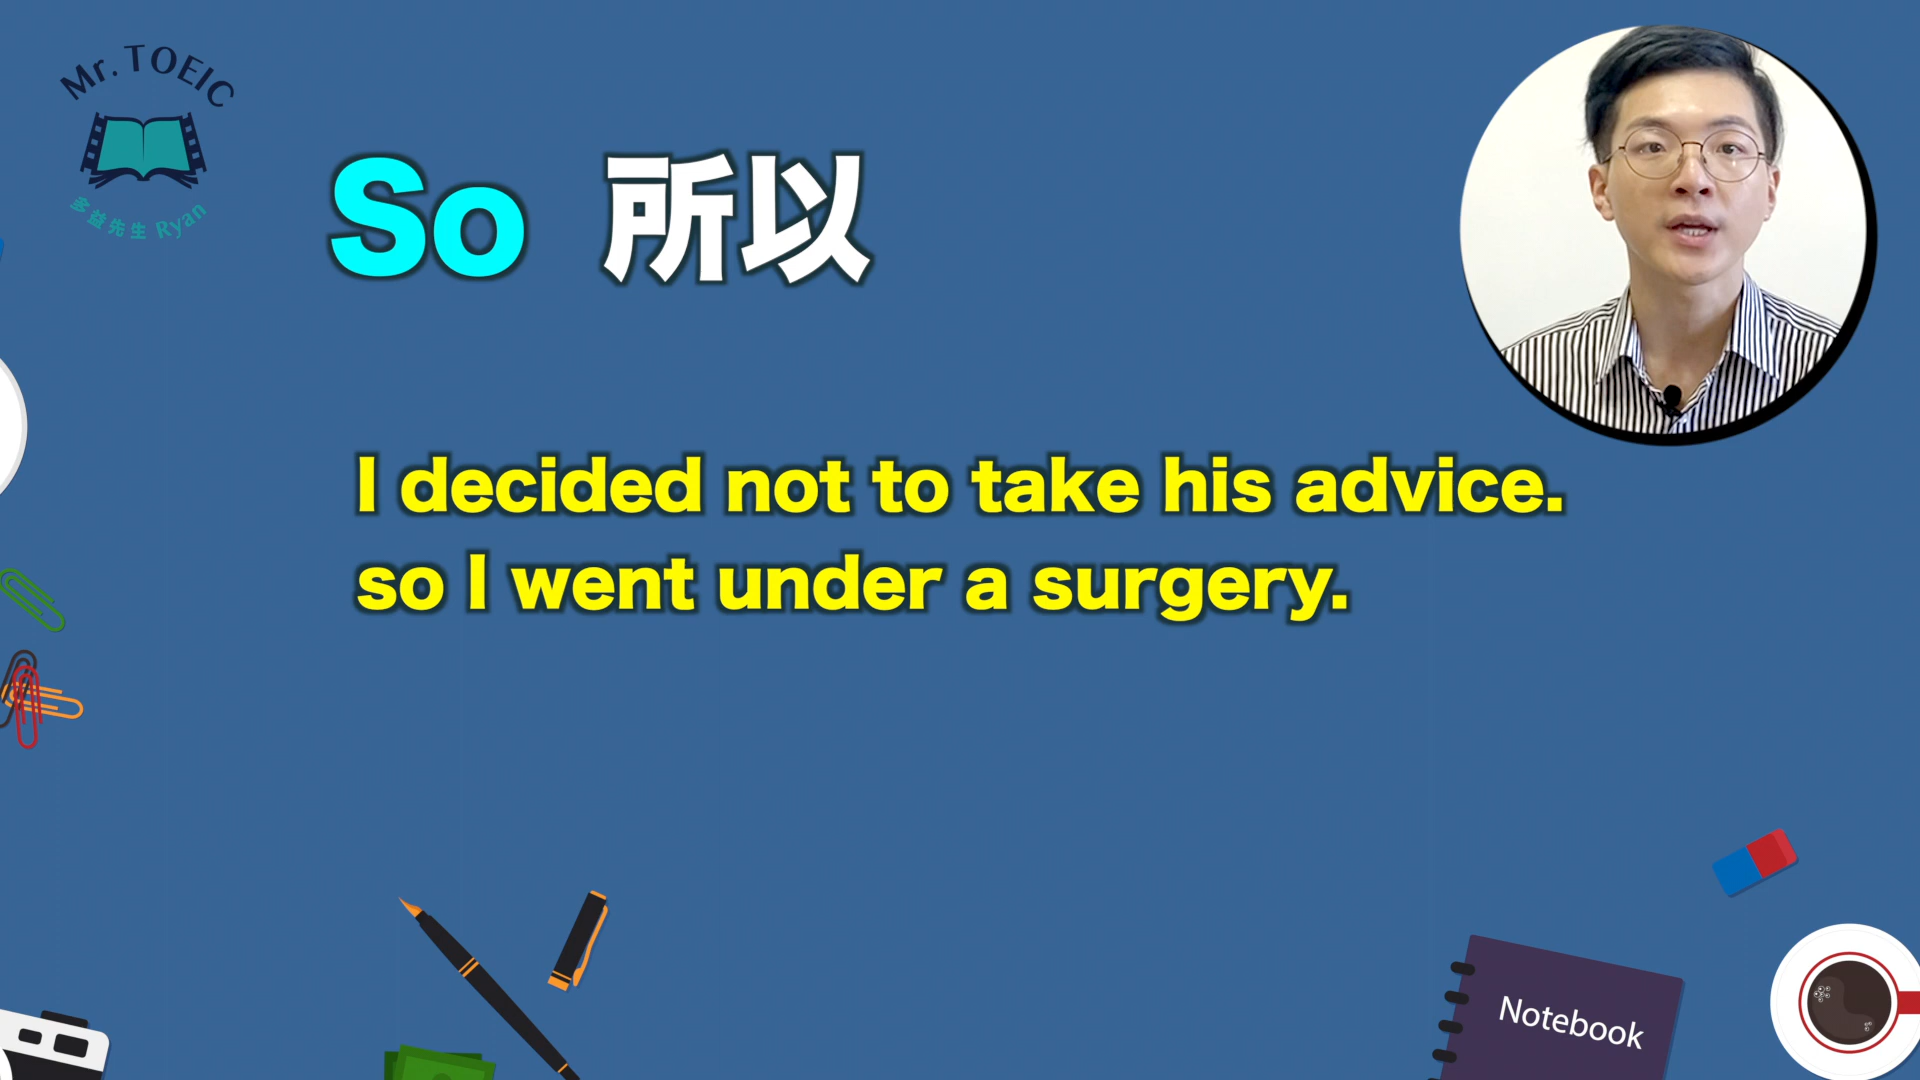 Mr. TOEIC
多益先生 Ryan
So 所以
I decided not to take his advice.
so I went under a surgery.
Notebook